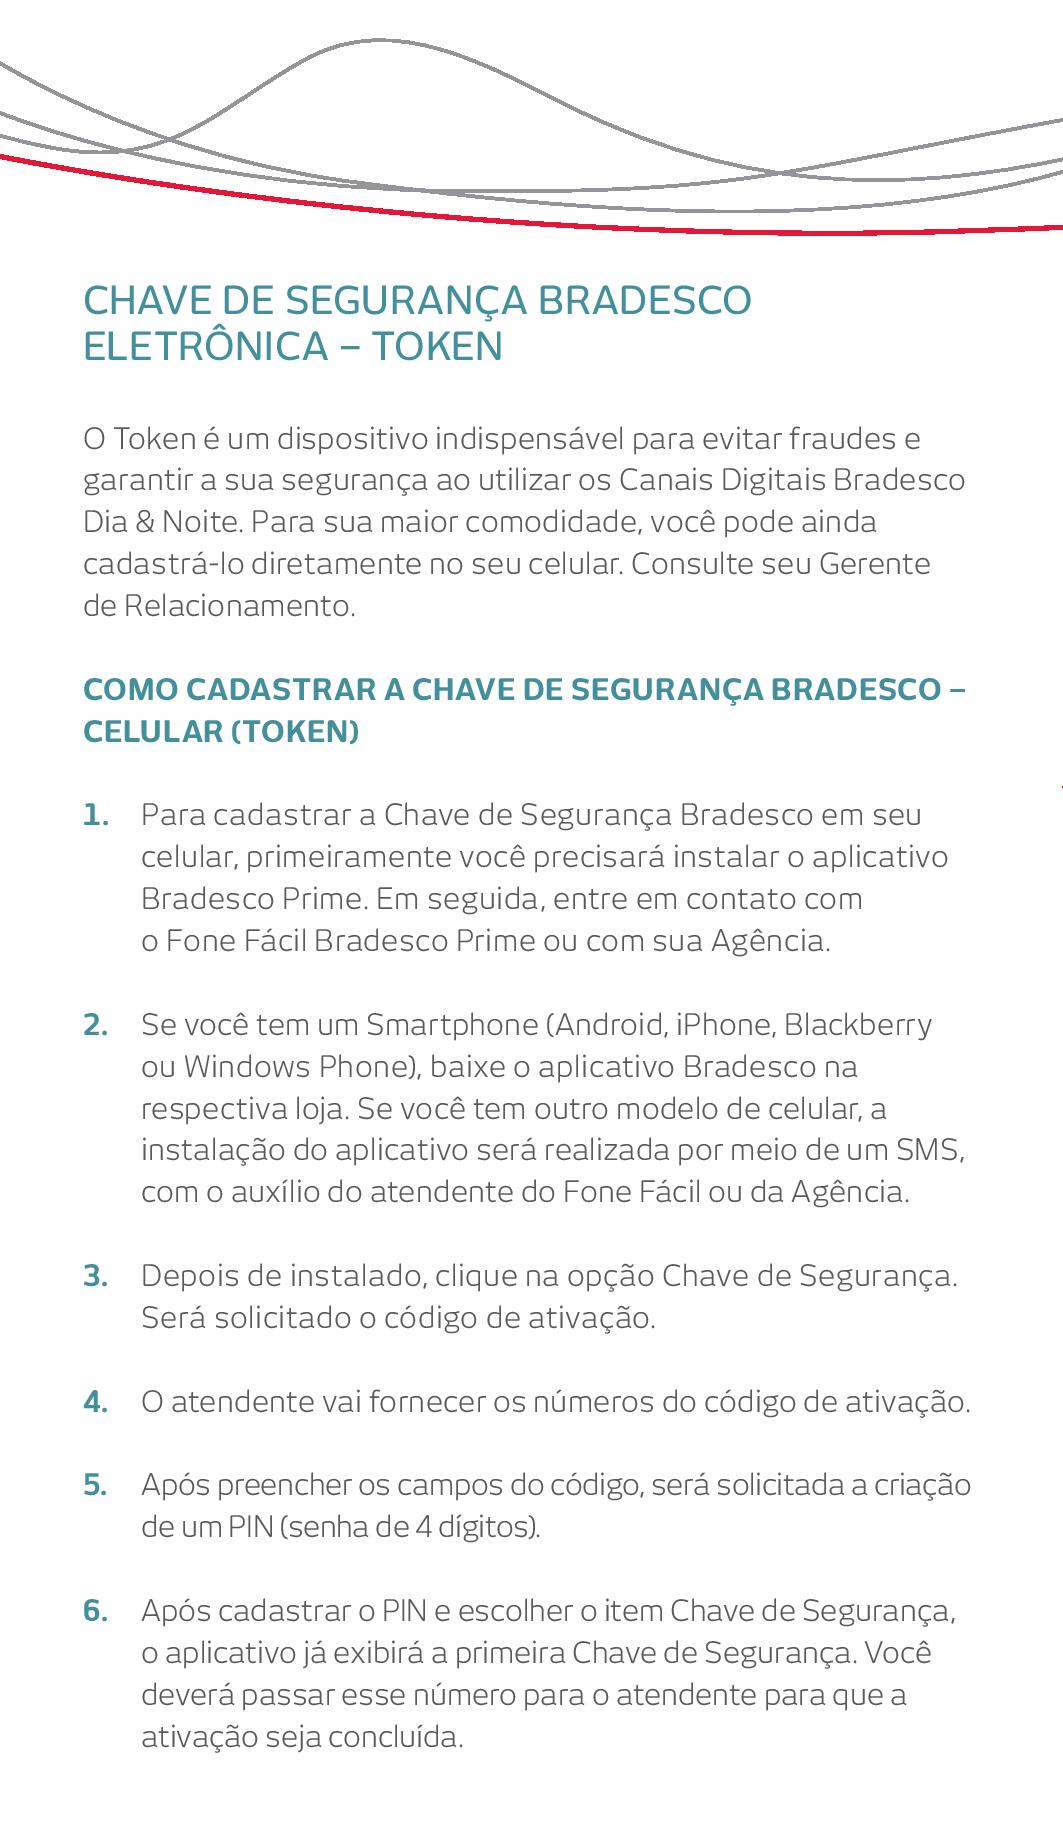 CHAVE DE SEGURANÇA BRADESCO
ELETRÔNICA – TOKEN
O Token é um dispositivo indispensável para evitar fraudes e
garantir a sua segurança ao utilizar os Canais Digitais Bradesco
Dia & Noite. Para sua maior comodidade, você pode ainda
cadastrá-lo diretamente no seu celular. Consulte seu Gerente
de Relacionamento.
COMO CADASTRAR A CHAVE DE SEGURANÇA BRADESCO –
CELULAR (TOKEN)
1. Para cadastrar a Chave de Segurança Bradesco em seu
celular, primeiramente você precisará instalar o aplicativo
Bradesco Prime. Em seguida, entre em contato com
o Fone Fácil Bradesco Prime ou com sua Agência.
2. Se você tem um Smartphone (Android, iPhone, Blackberry
ou Windows Phone), baixe o aplicativo Bradesco na
respectiva loja. Se você tem outro modelo de celular, a
instalação do aplicativo será realizada por meio de um SMS,
com o auxílio do atendente do Fone Fácil ou da Agência.
3. Depois de instalado, clique na opção Chave de Segurança.
Será solicitado o código de ativação.
4. O atendente vai fornecer os números do código de ativação.
5. Após preencher os campos do código, será solicitada a criação
de um PIN (senha de 4 dígitos).
6. Após cadastrar o PIN e escolher o item Chave de Segurança,
o aplicativo já exibirá a primeira Chave de Segurança. Você
deverá passar esse número para o atendente para que a
ativação seja concluída.